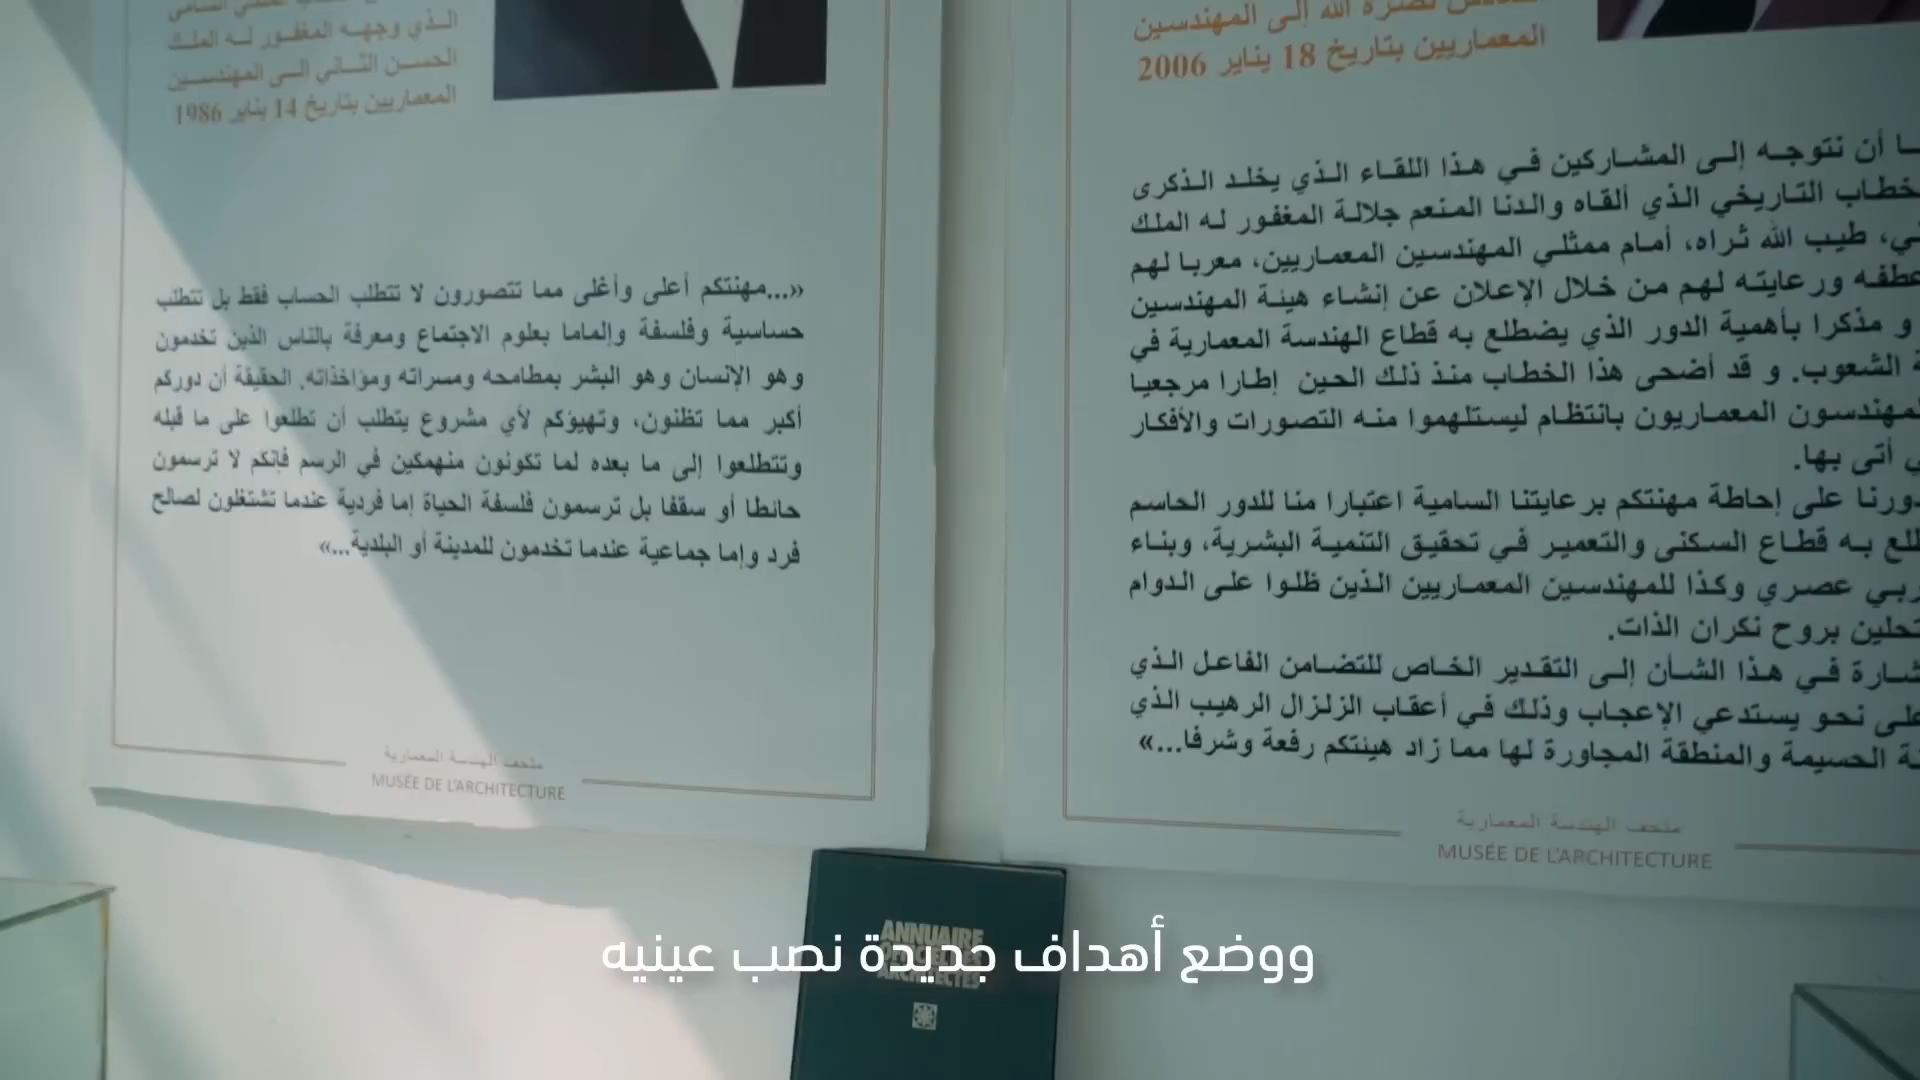 الذي وجهه المغفور له الملك
الحسن الثاني إلى المهندسين
المعماريين بتاريخ 14 يناير 1986
«...مهنتكم أعلى وأغلى مما تتصورون لا تتطلب الحساب فقط بل تتطلب
حساسية وفلسفة وإلماما بعلوم الاجتماع ومعرفة بالناس الذين تخدمون
وهو الإنسان وهو البشر بمطامحه ومسراته ومؤاخذاته. الحقيقة أن دوركم
أكبر مما تظنون، وتهيؤكم لأي مشروع يتطلب أن تطلعوا على ما قبله
وتتطلعوا إلى ما بعده لما تكونون منهمكين في الرسم فإنكم لا ترسمون
حائطا أو سقفا بل ترسمون فلسفة الحياة إما فردية عندما تشتغلون لصالح
فرد وإما جماعية عندما تخدمون للمدينة أو البلدية...»
متحف الهندسة المعمارية
MUSÉE DE L'ARCHITECTURE
نصره الله إلى المهندسين
المعماريين بتاريخ 18 يناير 2006
أن نتوجه إلى المشاركين في هذا اللقاء الذي يخلد الذكرى
التاريخي الذي ألقاه والدنا المنعم جلالة المغفور له الملك
طيب الله ثراه، أمام ممثلي المهندسين المعماريين، معربا لهم
عطفه ورعايته لهم من خلال الإعلان عن إنشاء هيئة المهندسين
و مذكرا بأهمية الدور الذي يضطلع به قطاع الهندسة المعمارية في
الشعوب. و قد أضحى هذا الخطاب منذ ذلك الحين إطارا مرجعيا
المعماريون بانتظام ليستلهموا منه التصورات والأفكار
أتى بها.
على إحاطة مهنتكم برعايتنا السامية اعتبارا منا للدور الحاسم
به قطاع السكنى والتعمير في تحقيق التنمية البشرية، وبناء
عصري وكذا للمهندسين المعماريين الذين ظلوا على الدوام
بروح نكران الذات.
في هذا الشأن إلى التقدير الخاص للتضامن الفاعل الذي
على نحو يستدعي الإعجاب وذلك في أعقاب الزلزال الرهيب الذي
الحسيمة والمنطقة المجاورة لها مما زاد هيئتكم رفعة وشرفا...»
متحف الهندسة المعمارية
MUSÉE DE L'ARCHITECTURE
ANNUAIRE
ووضع أهداف جديدة نصب عينيه